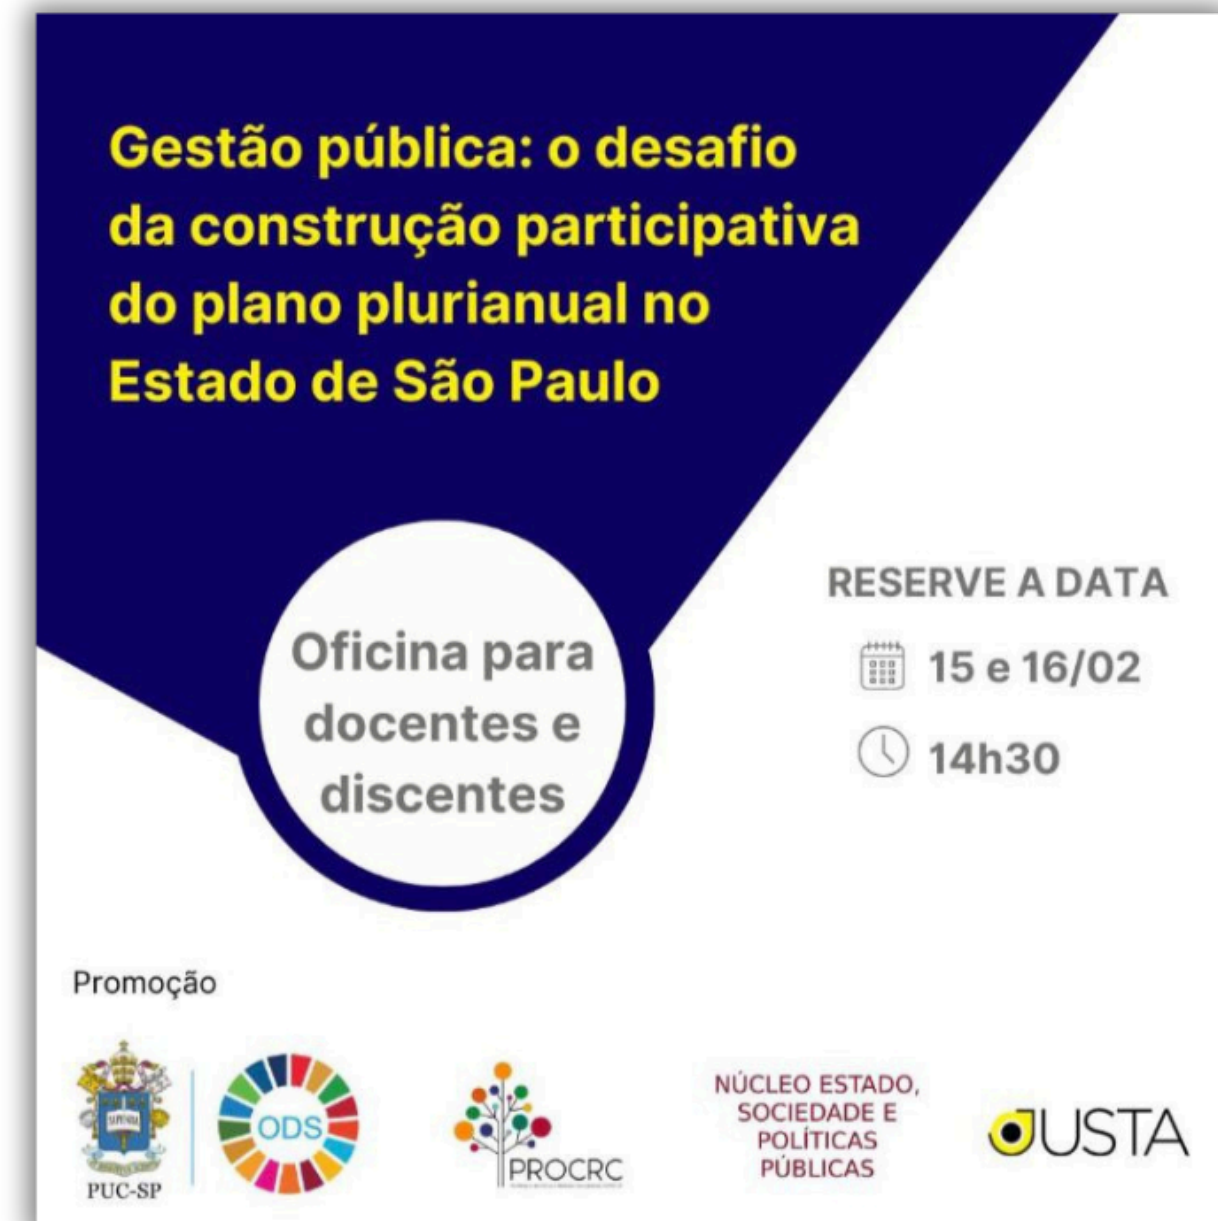 Gestão pública: o desafio
da construção participativa
do plano plurianual no
Estado de São Paulo
Oficina para
docentes e
discentes
RESERVE A DATA
15 e 16/02
14h30
Promoção
PUC-SP
ODS
PROCRC
NÚCLEO ESTADO,
SOCIEDADE E
POLÍTICAS
PÚBLICAS
JUSTA